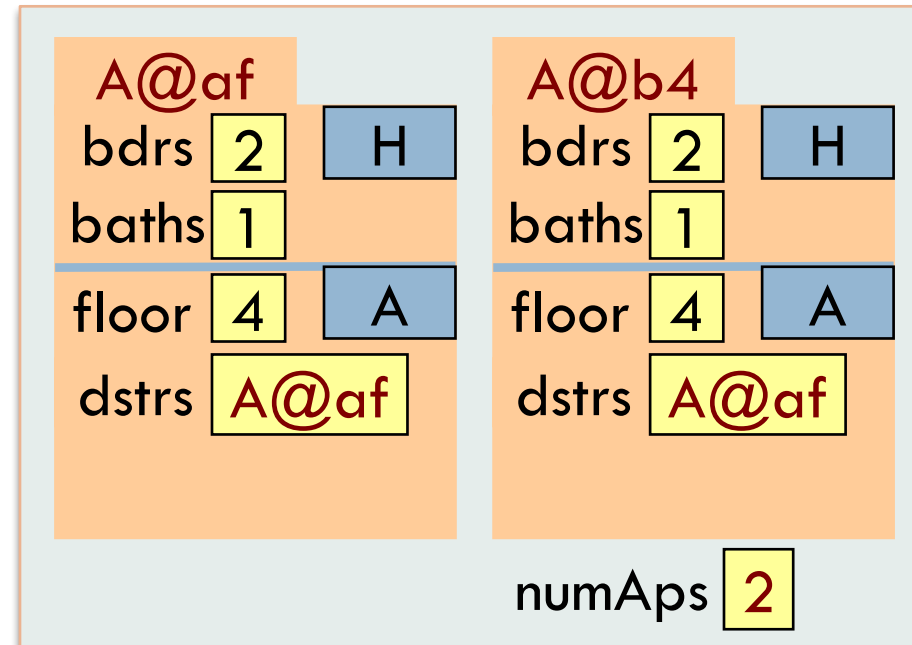 A@af
bdrs 2 H
baths 1
floor 4 A
dstrs A@af
A@b4
bdrs 2 H
baths 1
floor 4 A
dstrs A@af
numAps 2